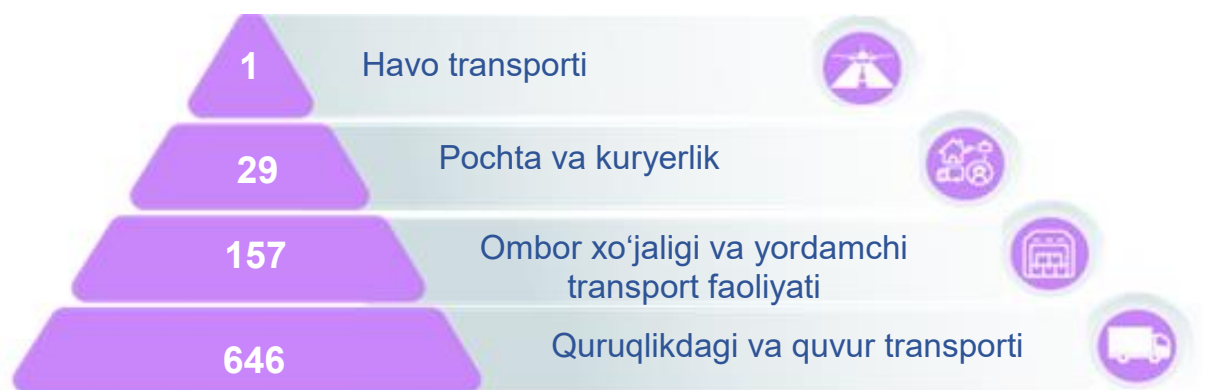 1
Havo transporti
29
Pochta va kuryerlik
157
Ombor xo‘jaligi va yordamchi
transport faoliyati
646
Quruqlikdagi va quvur transporti